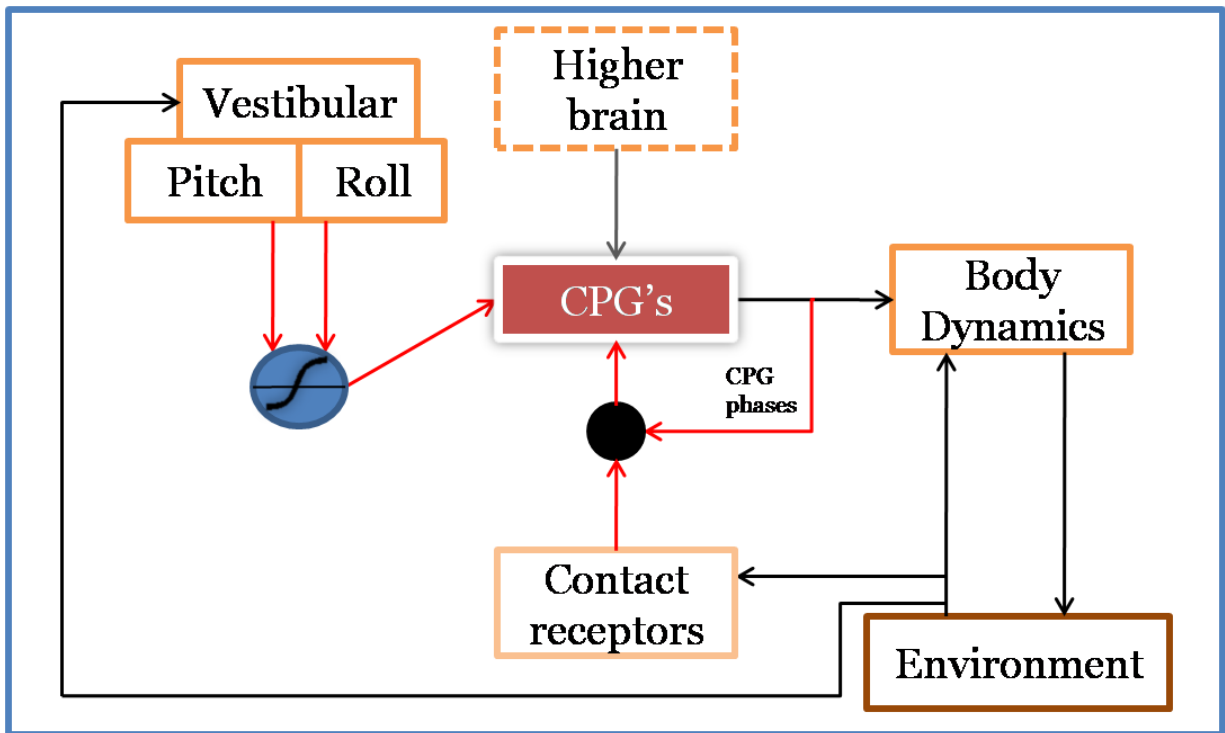 Higher
brain
Vestibular
Pitch
Roll
CPG's
Body
Dynamics
CPG
phases
Contact
receptors
Environment